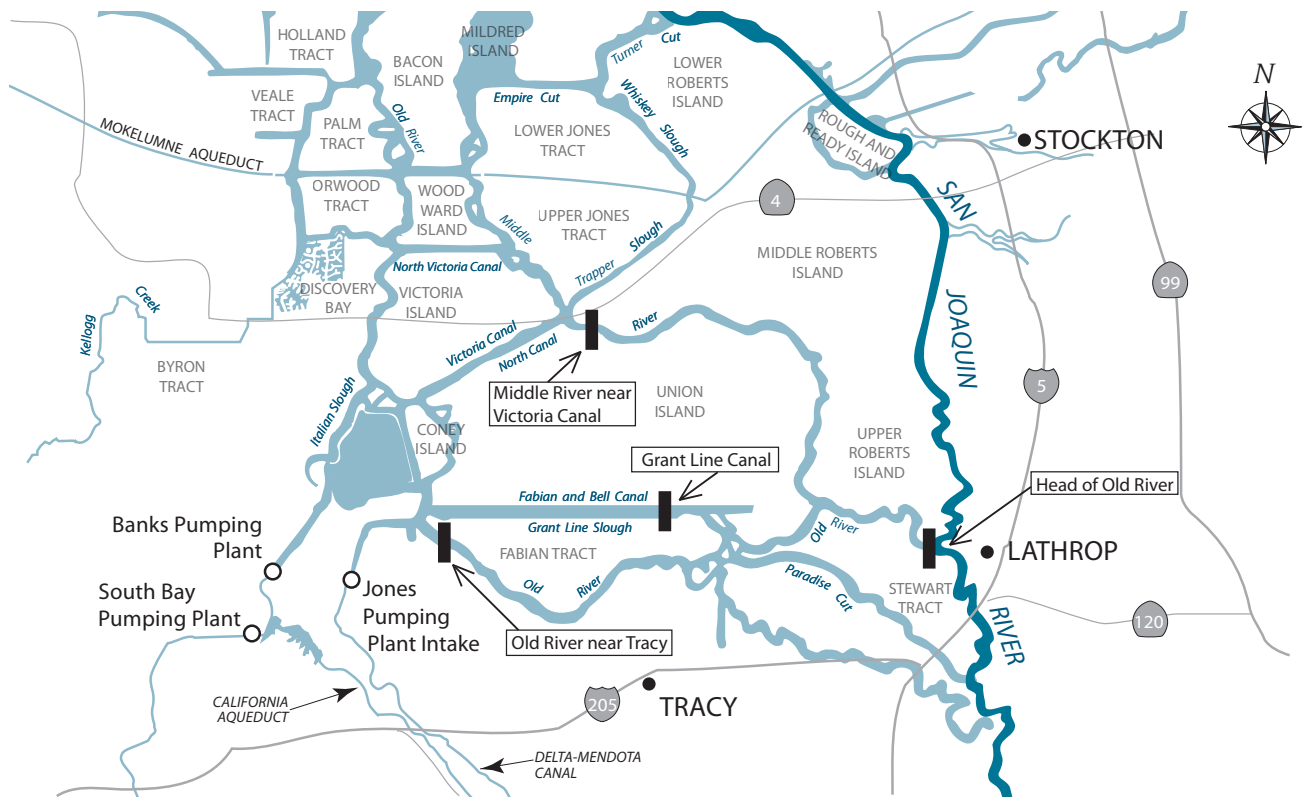 HOLLAND
TRACT
MILDRED
ISLAND
BACON
ISLAND
Turner Cut
LOWER
ROBERTS
ISLAND
N
VEALE
TRACT
PALM
TRACT
Old River
Empire Cut
LOWER JONES
TRACT
Whiskey Slough
ROUGH AND
READY ISLAND
STOCKTON
MOKELUMNE AQUEDUCT
ORWOOD
TRACT
WOOD
WARD
ISLAND
Middle
UPPER JONES
TRACT
4
SAN
MIDDLE ROBERTS
ISLAND
Trapper Slough
North Victoria Canal
DISCOVERY
BAY
VICTORIA
ISLAND
99
JOAQUIN
Kellogg Creek
BYRON
TRACT
Victoria Canal
North Canal
River
Middle River near
Victoria Canal
5
UNION
ISLAND
Italian Slough
CONEY
ISLAND
UPPER
ROBERTS
ISLAND
Grant Line Canal
Head of Old River
Fabian and Bell Canal
Grant Line Slough
Old River
Banks Pumping
Plant
FABIAN TRACT
LATHROP
Old River
Paradise Cut
STEWART
TRACT
South Bay
Pumping Plant
Jones
Pumping
Plant Intake
Old River near Tracy
120
RIVER
CALIFORNIA
AQUEDUCT
205
TRACY
DELTA-MENDOTA
CANAL